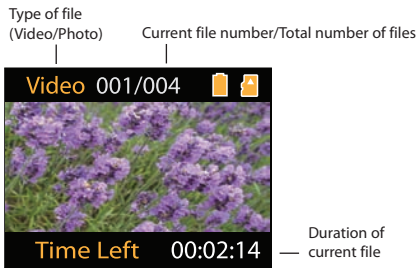 Type of file
(Video/Photo)
Current file number/Total number of files
Video 001/004
Time Left 00:02:14
Duration of
current file